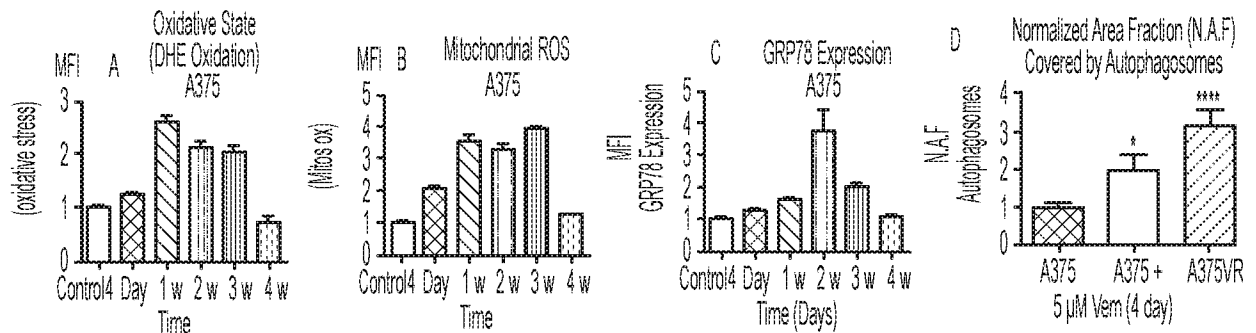 Oxidative State
(DHE Oxidation)
MFI A
A375
(oxidative stress)
3
2
1
0
Control4 Day 1 w 2 w 3 w 4 w
Time
MFI B
Mitochondrial ROS
A375
(Mitos ox)
5
4
3
2
1
0
Control4 Day 1 w 2 w 3 w 4 w
Time
C
GRP78 Expression
A375
MFI
GRP78 Expression
5
4
3
2
1
0
Control4 Day 1 w 2 w 3 w 4 w
Time (Days)
D
Normalized Area Fraction (N.A.F)
Covered by Autophagosomes
N.A.F
Autophagosomes
4
3
2
1
0
*
****
A375 A375 + A375VR
5 µM Vem (4 day)